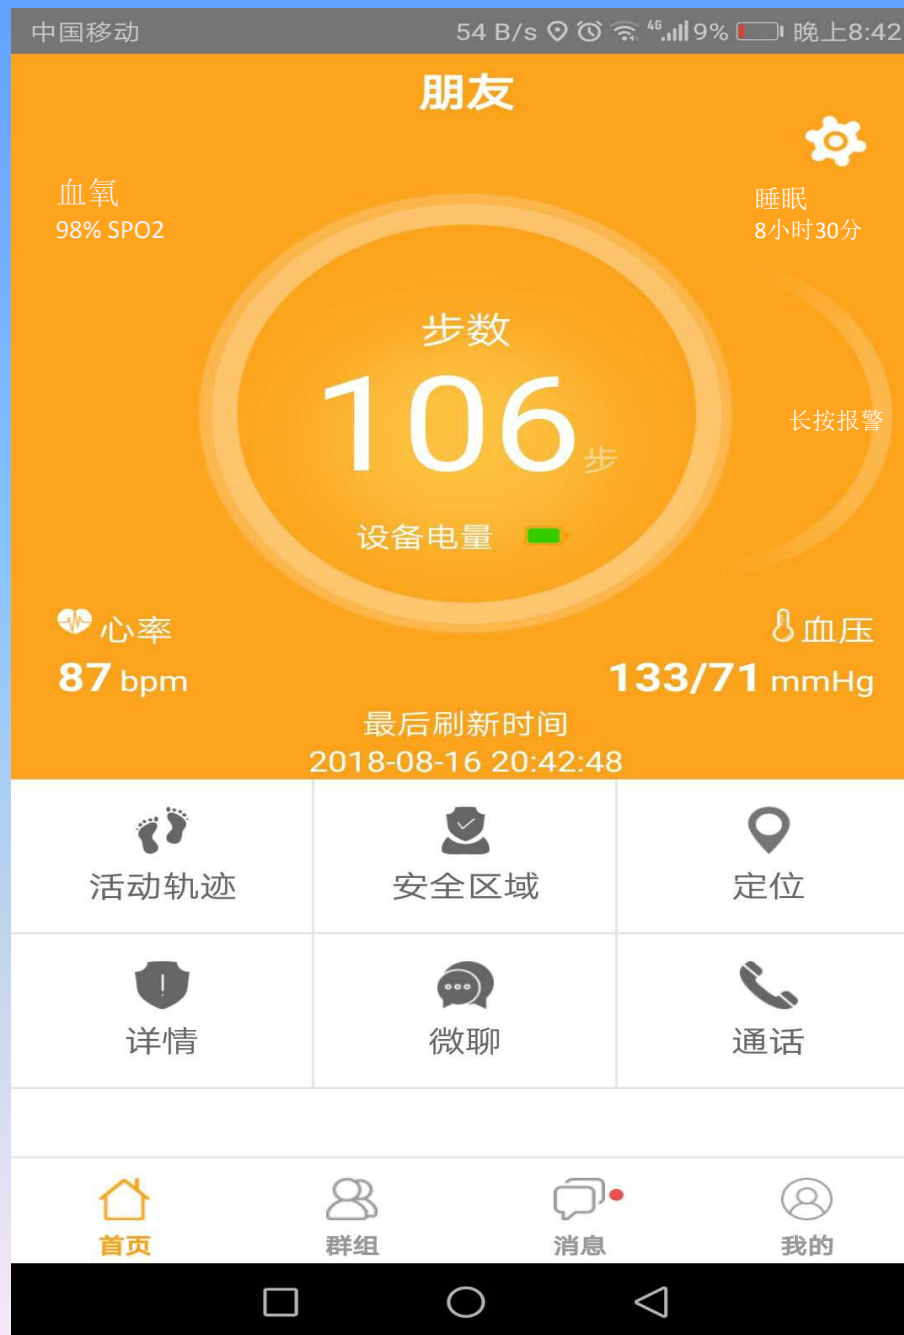 中国移动 54 B/s 4G 9% 晚上8:42
朋友
血氧
98% SPO2
睡眠
8小时30分
步数
106步
长按报警
设备电量
心率
87 bpm
血压
133/71 mmHg
最后刷新时间
2018-08-16 20:42:48
活动轨迹 安全区域 定位
详情 微聊 通话
首页 群组 消息 我的